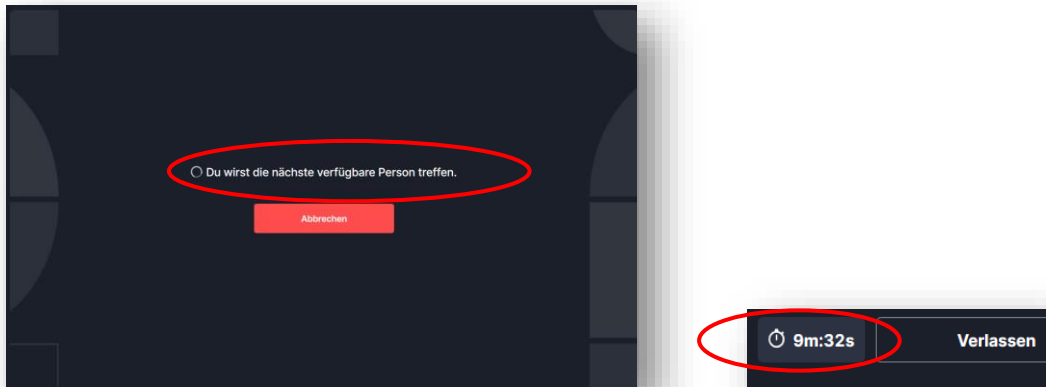 Du wirst die nächste verfügbare Person treffen.
Abbrechen
9m:32s
Verlassen